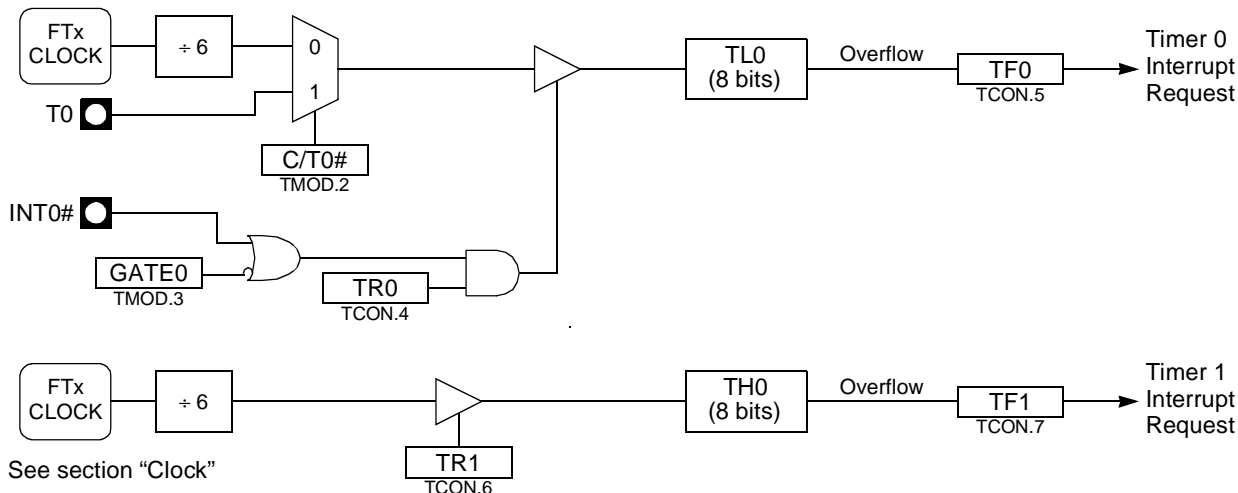 FTx
CLOCK
÷ 6
0
1
T0
C/T0#
TMOD.2
TL0
(8 bits)
Overflow
TF0
TCON.5
Timer 0
Interrupt
Request
INT0#
GATE0
TMOD.3
TR0
TCON.4
FTx
CLOCK
÷ 6
TR1
TCON.6
TH0
(8 bits)
Overflow
TF1
TCON.7
Timer 1
Interrupt
Request
See section “Clock”